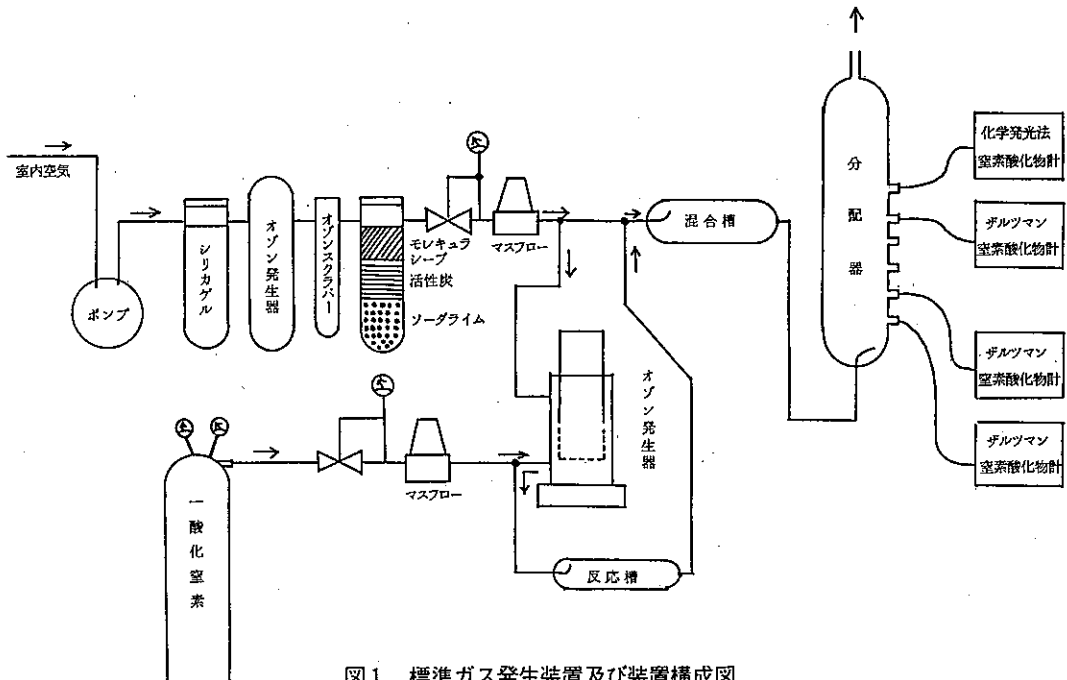 室内空気
ポンプ
シリカゲル
オゾン発生器
オゾンスクラバー
モレキュラ
シーブ
活性炭
ソーダライム
マスフロー
混合槽
分配器
化学発光法
窒素酸化物計
ザルツマン
窒素酸化物計
ザルツマン
窒素酸化物計
ザルツマン
窒素酸化物計
オゾン発生器
一酸化窒素
マスフロー
反応槽
図1 標準ガス発生装置及び装置構成図